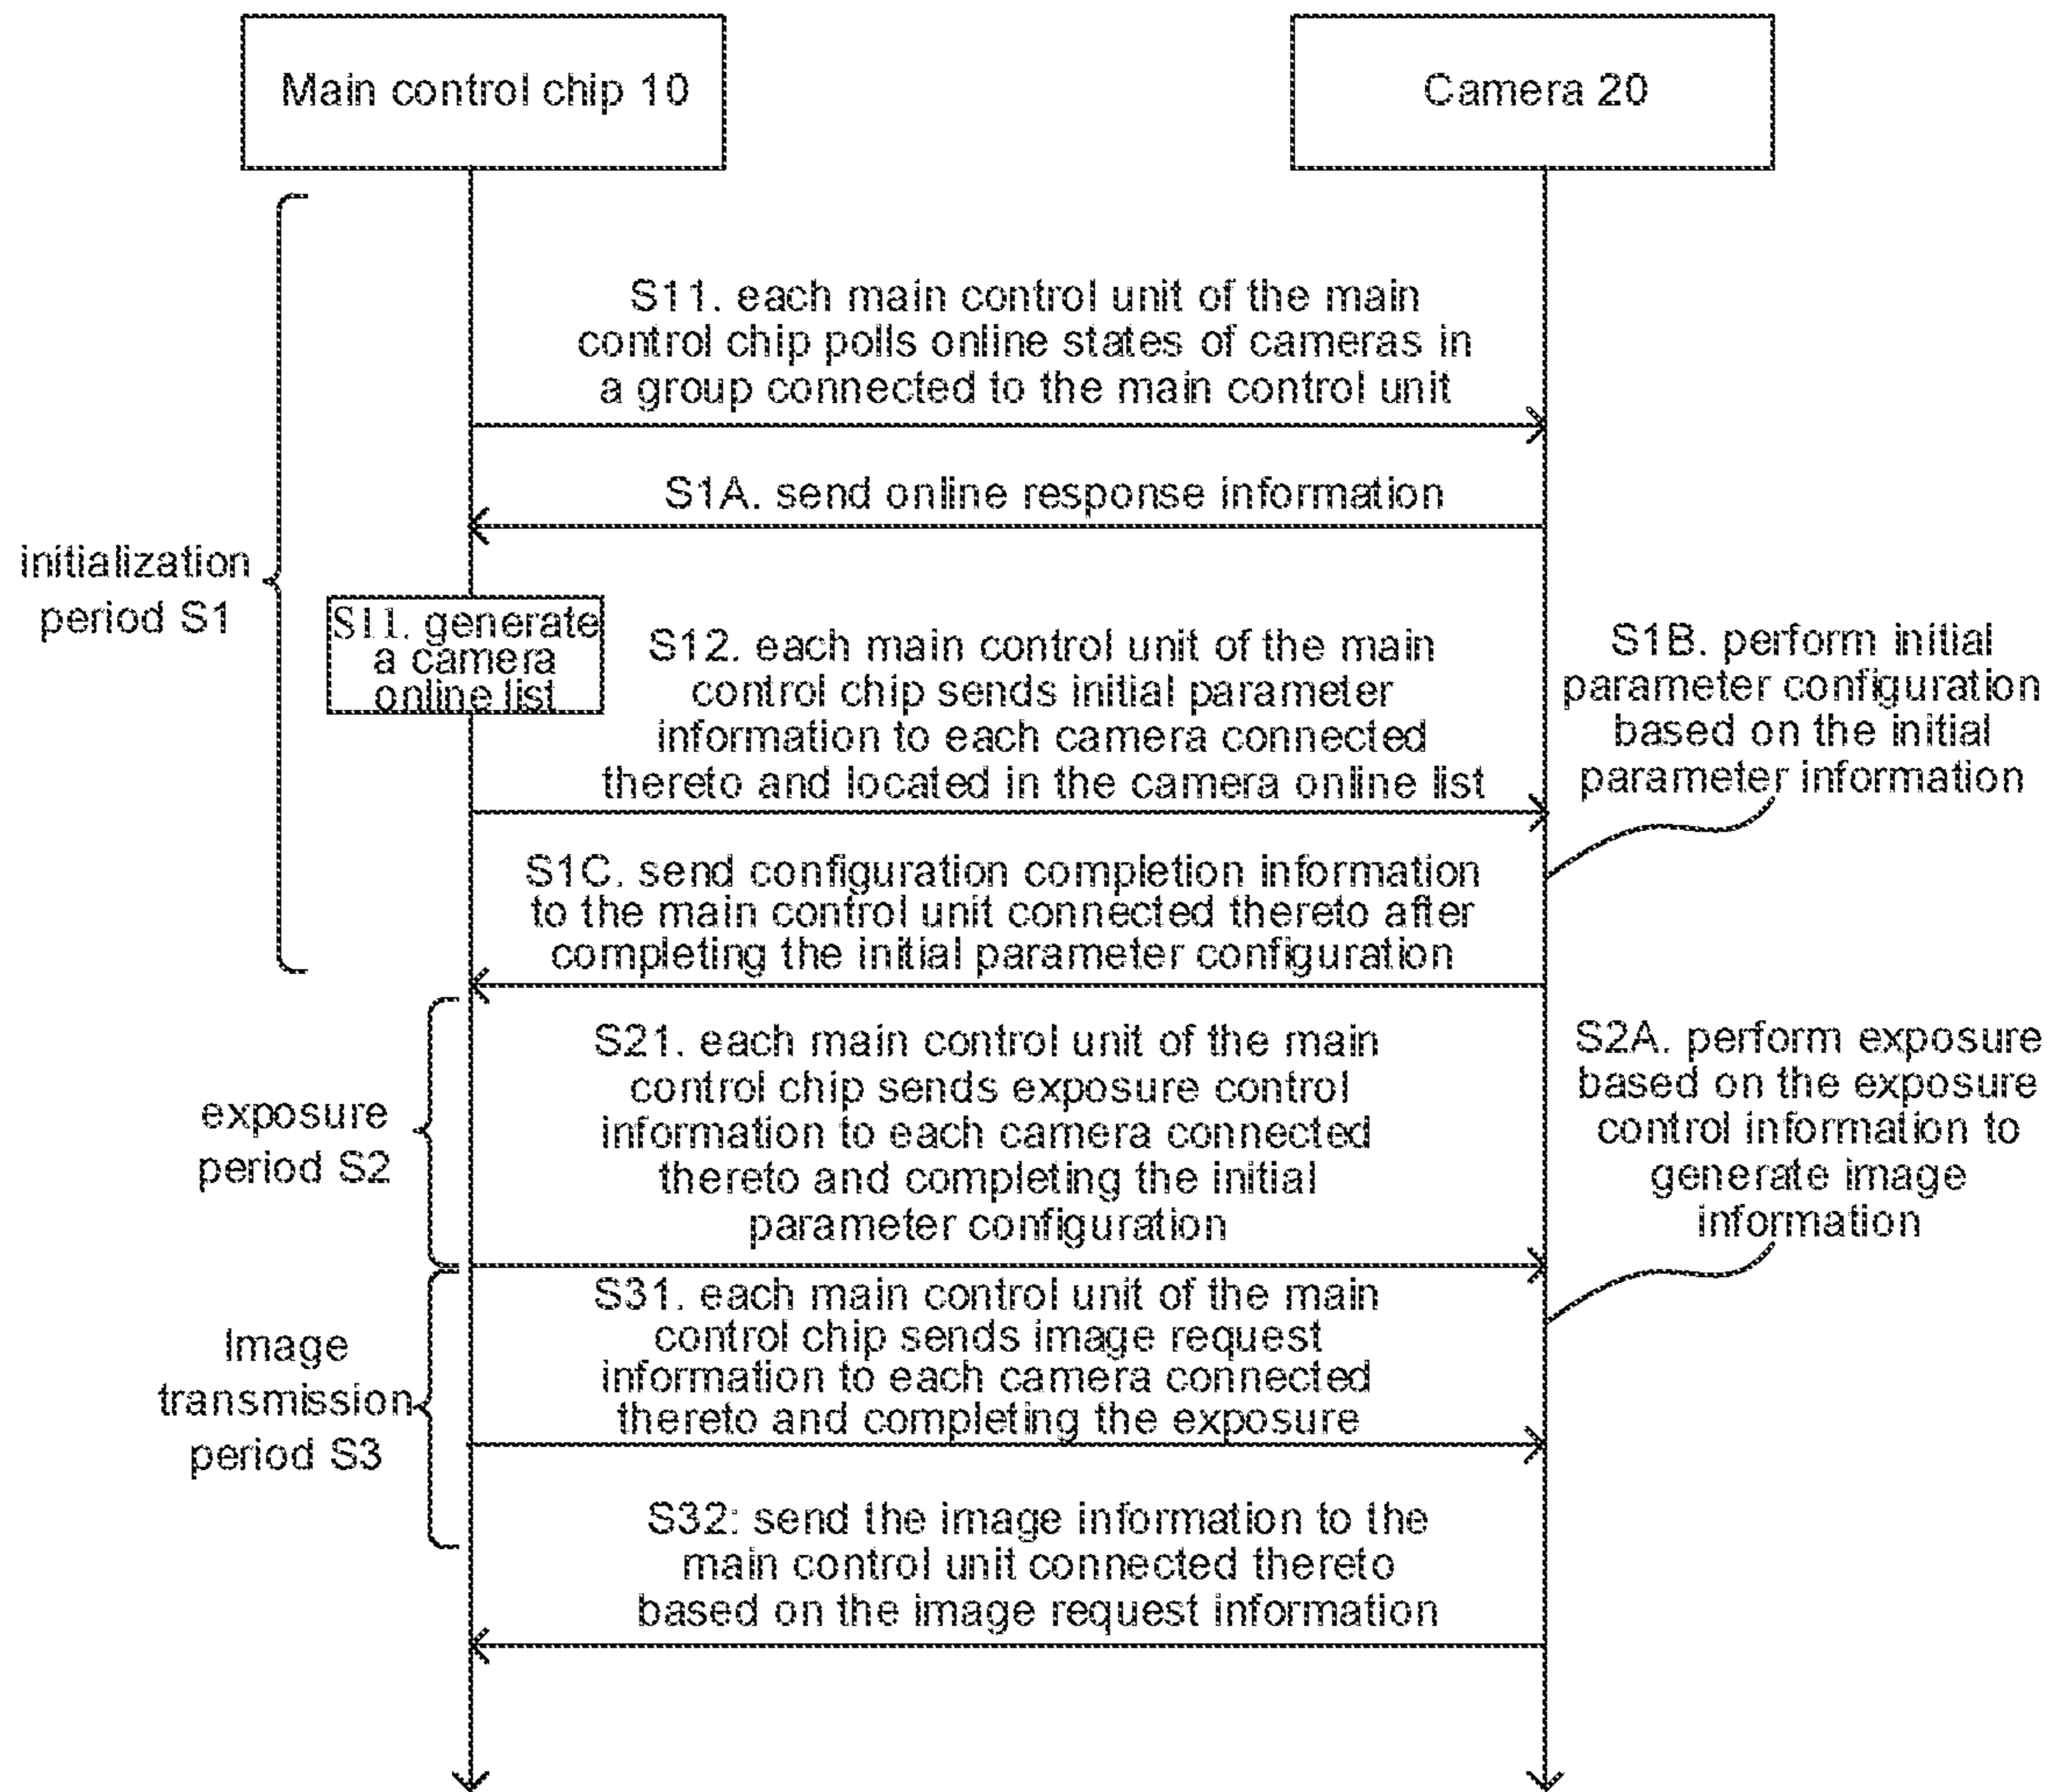 Main control chip 10
Camera 20
S11. each main control unit of the main
control chip polls online states of cameras in
a group connected to the main control unit
S1A. send online response information
initialization
period S1
S11. generate
a camera
online list
S12. each main control unit of the main
control chip sends initial parameter
information to each camera connected
thereto and located in the camera online list
S1B. perform initial
parameter configuration
based on the initial
parameter information
S1C. send configuration completion information
to the main control unit connected thereto after
completing the initial parameter configuration
exposure
period S2
S21. each main control unit of the main
control chip sends exposure control
information to each camera connected
thereto and completing the initial
parameter configuration
S2A. perform exposure
based on the exposure
control information to
generate image
information
Image
transmission
period S3
S31. each main control unit of the main
control chip sends image request
information to each camera connected
thereto and completing the exposure
S32: send the image information to the
main control unit connected thereto
based on the image request information